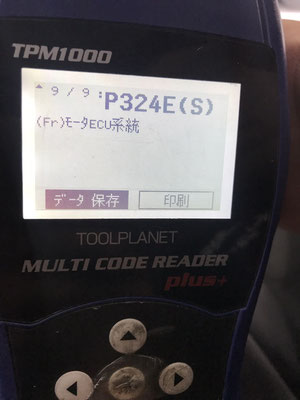 TPM1000
▲9/9:P324E(S)
(Fr)ﾓｰﾀECU系統
ﾃﾞｰﾀ 保存
印刷
TOOLPLANET
MULTI CODE READER
plus+